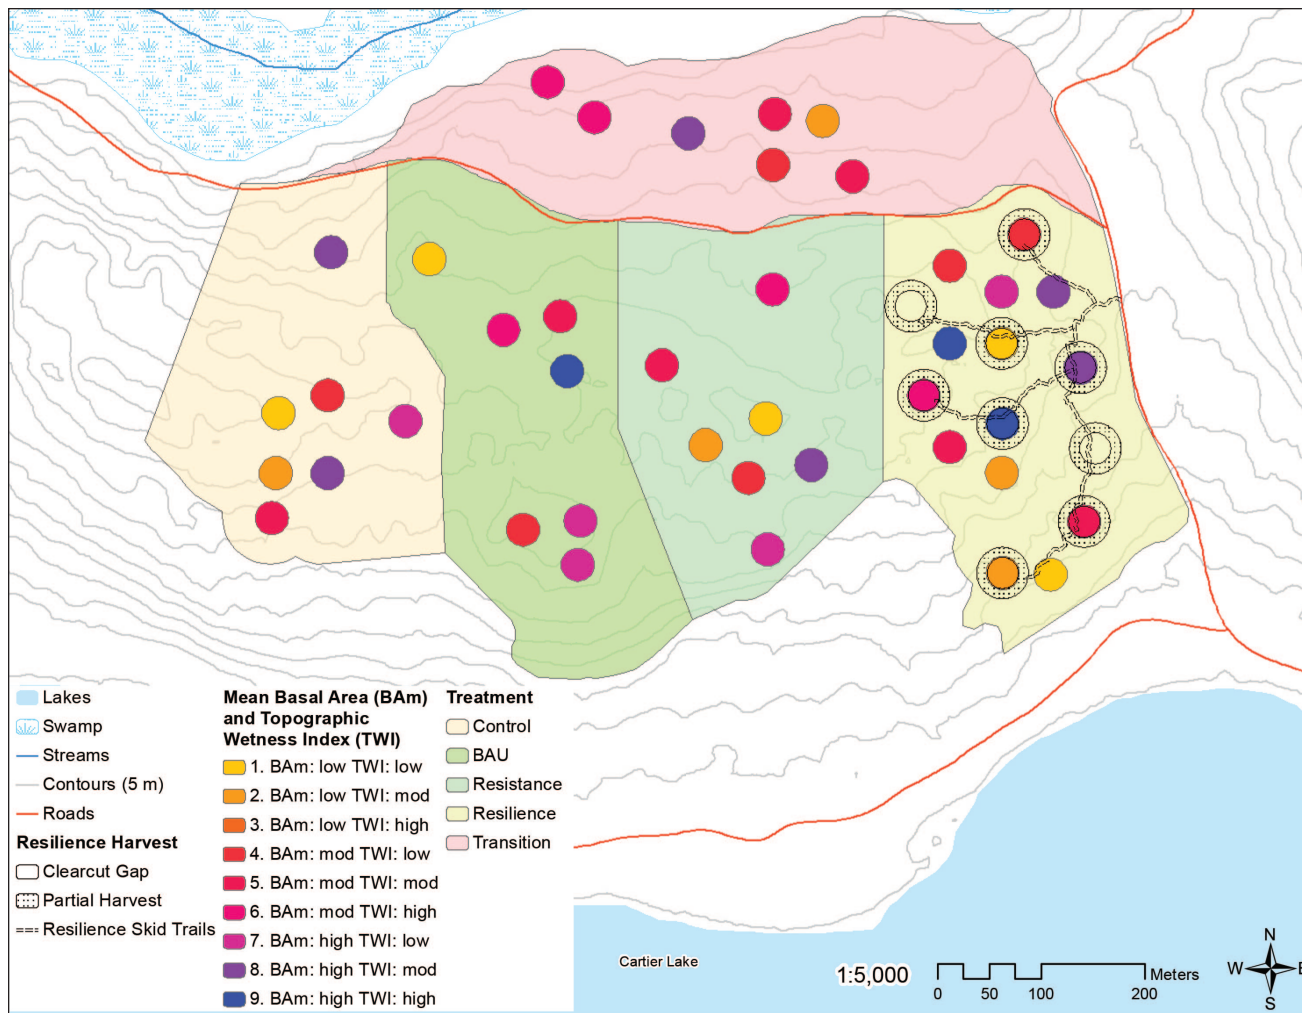 Lakes
Swamp
Streams
Contours (5 m)
Roads
Resilience Harvest
Clearcut Gap
Partial Harvest
Resilience Skid Trails
Mean Basal Area (BAm)
and Topographic
Wetness Index (TWI)
1. BAm: low TWI: low
2. BAm: low TWI: mod
3. BAm: low TWI: high
4. BAm: mod TWI: low
5. BAm: mod TWI: mod
6. BAm: mod TWI: high
7. BAm: high TWI: low
8. BAm: high TWI: mod
9. BAm: high TWI: high
Treatment
Control
BAU
Resistance
Resilience
Transition
Cartier Lake
1:5,000
Meters
0 50 100 200
N
W E
S